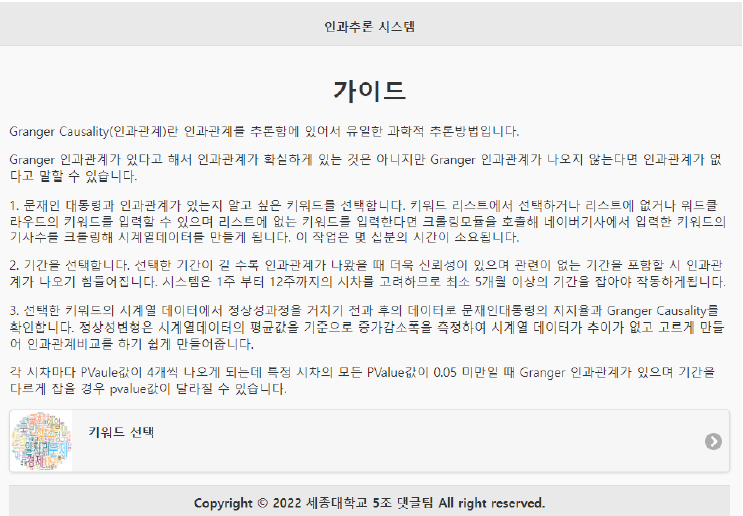 인과추론 시스템
가이드
Granger Causality(인과관계)란 인과관계를 추론함에 있어서 유일한 과학적 추론방법입니다.
Granger 인과관계가 있다고 해서 인과관계가 확실하게 있는 것은 아니지만 Granger 인과관계가 나오지 않는다면 인과관계가 없
다고 말할 수 있습니다.
1. 문재인 대통령과 인과관계가 있는지 알고 싶은 키워드를 선택합니다. 키워드 리스트에서 선택하거나 리스트에 없거나 워드클
라우드의 키워드를 입력할 수 있으며 리스트에 없는 키워드를 입력한다면 크롤링모듈을 호출해 네이버기사에서 입력한 키워드의
기사수를 크롤링해 시계열데이터를 만들게 됩니다. 이 작업은 몇 십분의 시간이 소요됩니다.
2. 기간을 선택합니다. 선택한 기간이 길 수록 인과관계가 나왔을 때 더욱 신뢰성이 있으며 관련이 없는 기간을 포함할 시 인과관
계가 나오기 힘들어집니다. 시스템은 1주 부터 12주까지의 시차를 고려하므로 최소 5개월 이상의 기간을 잡아야 작동하게됩니다.
3. 선택한 키워드의 시계열 데이터에서 정상성과정을 거치기 전과 후의 데이터로 문재인대통령의 지지율과 Granger Causality를
확인합니다. 정상성변형은 시계열데이터의 평균값을 기준으로 증가감소폭을 측정하여 시계열 데이터가 추이가 없고 고르게 만들
어 인과관계비교를 하기 쉽게 만들어줍니다.
각 시차마다 PVaule값이 4개씩 나오게 되는데 특정 시차의 모든 PValue값이 0.05 미만일 때 Granger 인과관계가 있으며 기간을
다르게 잡을 경우 pvalue값이 달라질 수 있습니다.
키워드 선택
경제
Copyright © 2022 세종대학교 5조 댓글팀 All right reserved.